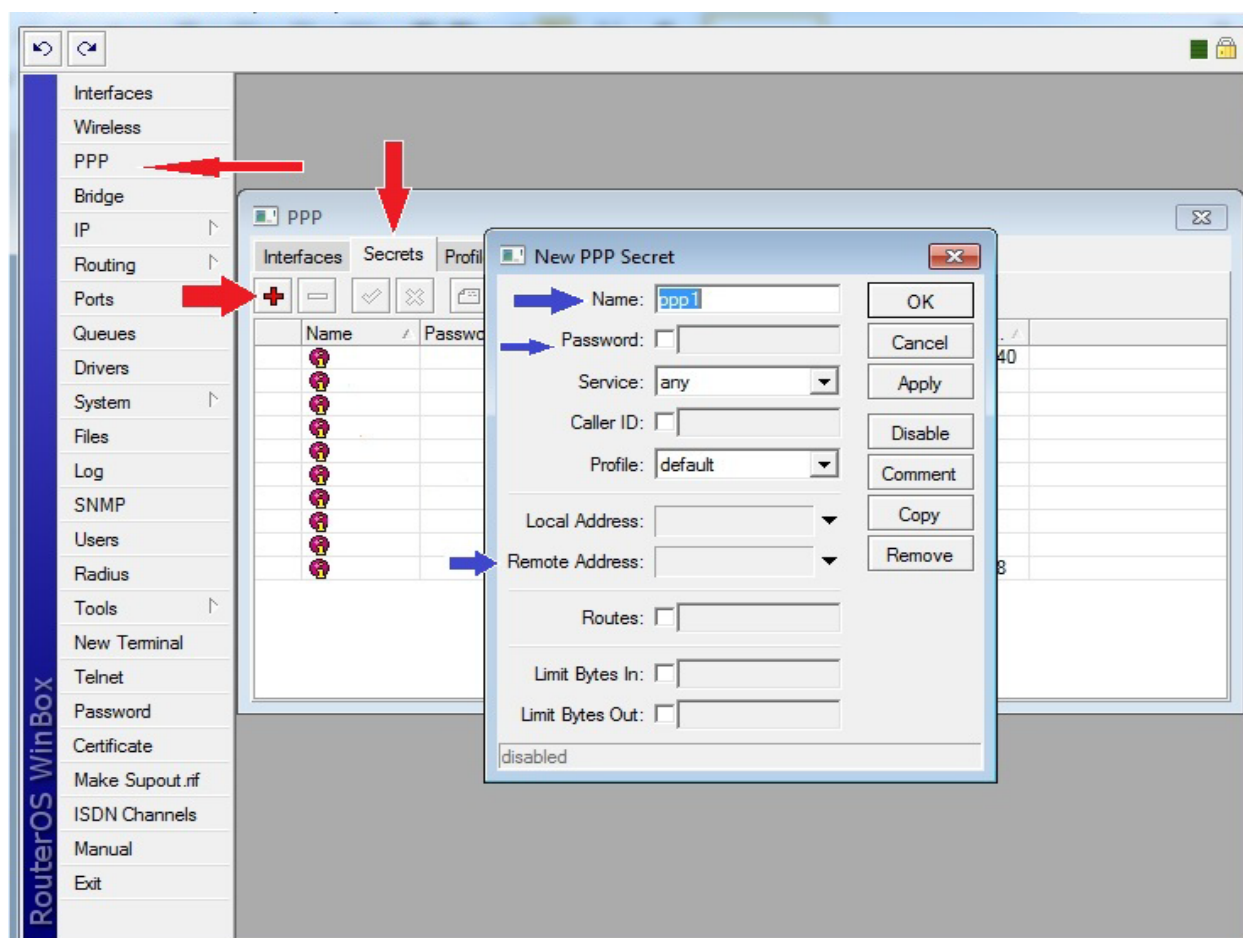 Interfaces
Wireless
PPP
Bridge
IP
Routing
Ports
Queues
Drivers
System
Files
Log
SNMP
Users
Radius
Tools
New Terminal
Telnet
Password
Certificate
Make Supout.rif
ISDN Channels
Manual
Exit
RouterOS WinBox
PPP
Interfaces Secrets Profil
Name Passwo
40
8
New PPP Secret
Name: ppp1
Password:
Service: any
Caller ID:
Profile: default
Local Address:
Remote Address:
Routes:
Limit Bytes In:
Limit Bytes Out:
disabled
OK
Cancel
Apply
Disable
Comment
Copy
Remove